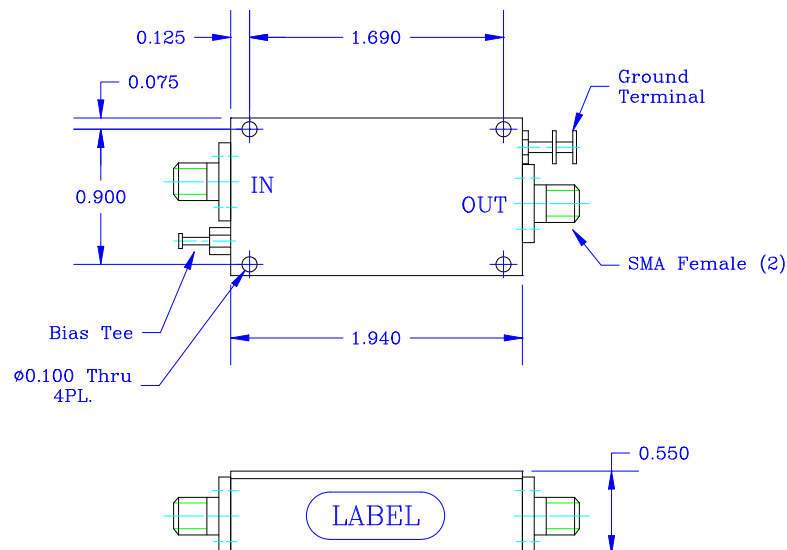 0.125
1.690
0.075
Ground
Terminal
0.900
IN
OUT
SMA Female (2)
Bias Tee
1.940
ø0.100 Thru
4PL.
0.550
LABEL